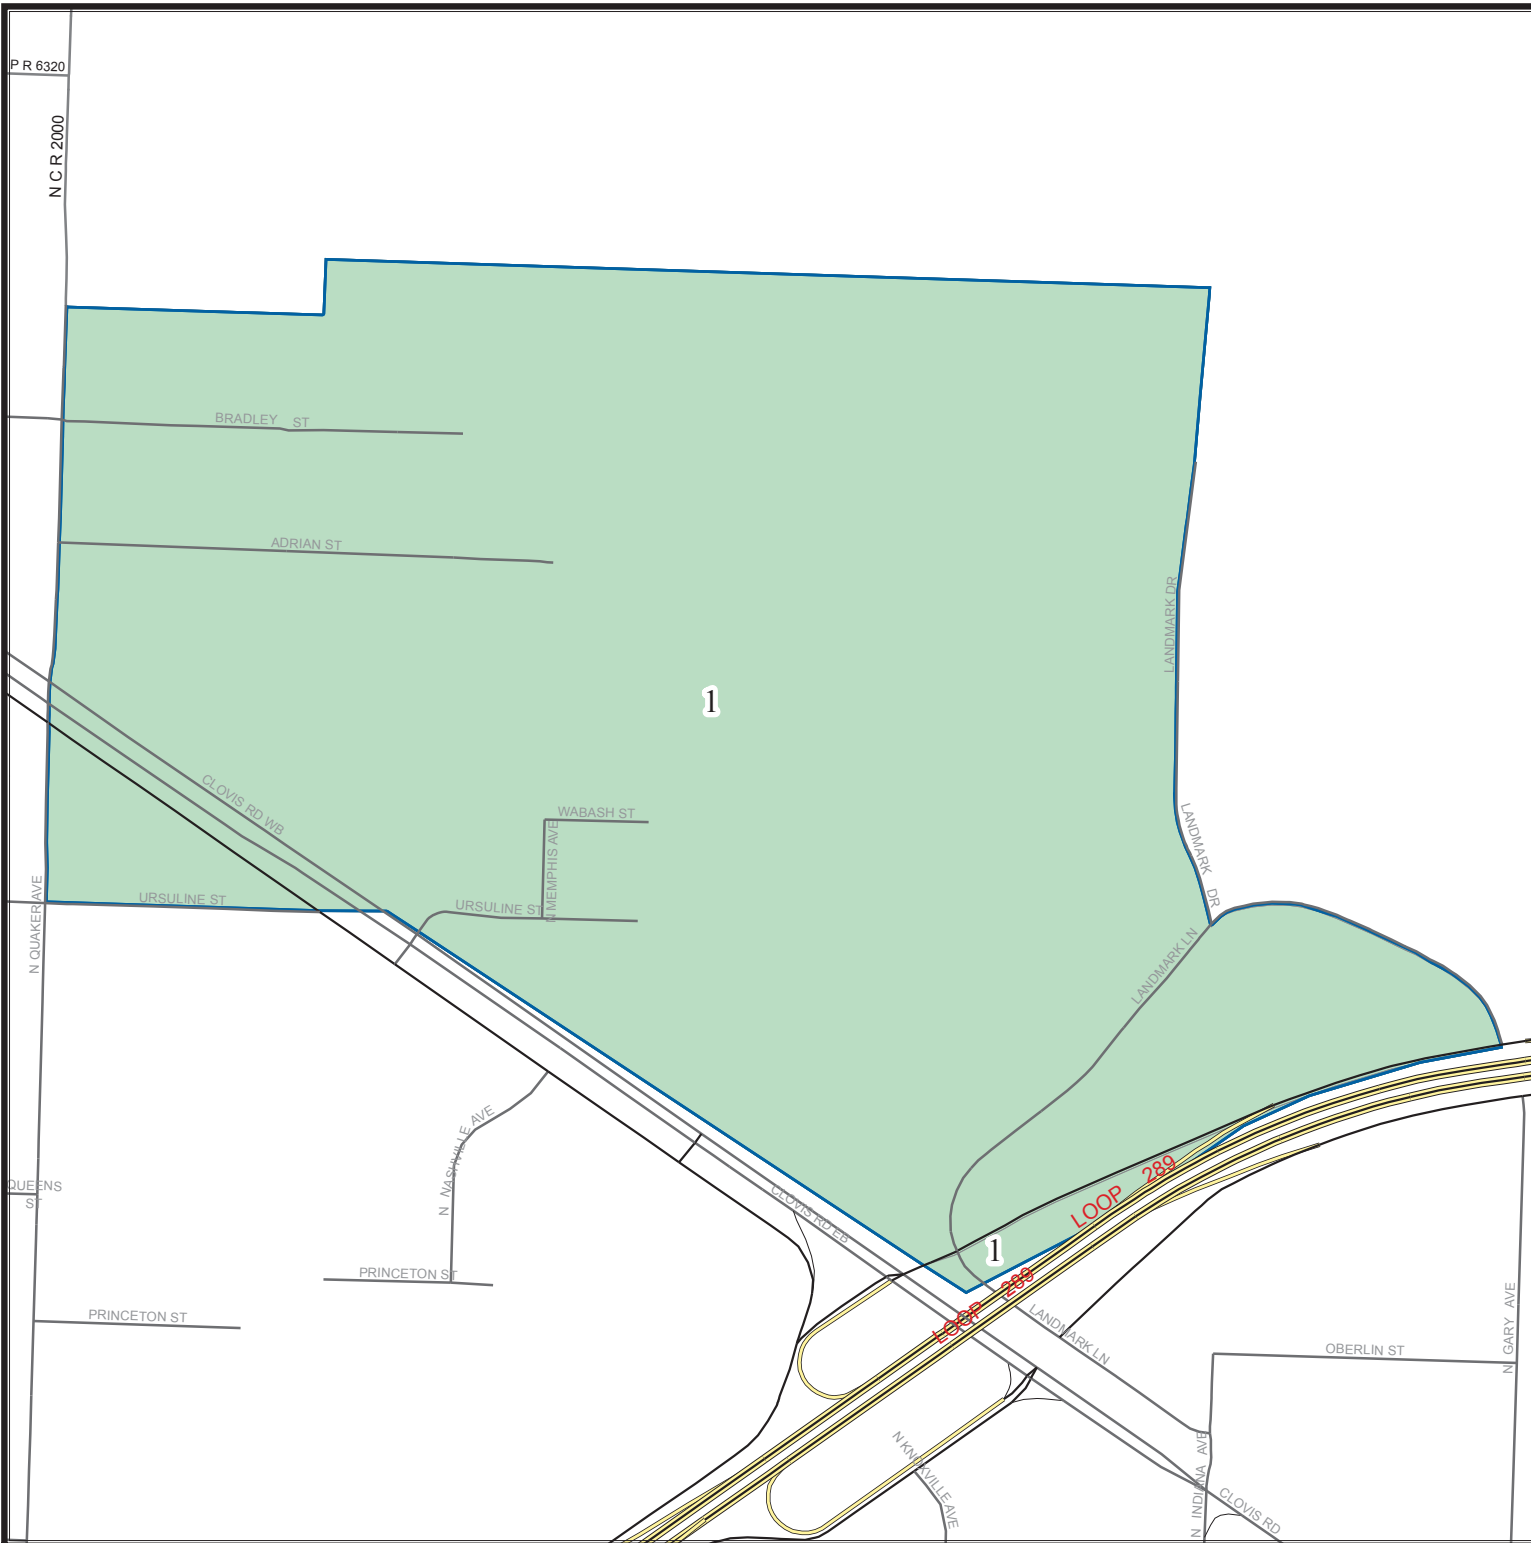 P R 6320
N C R 2000
BRADLEY ST
ADRIAN ST
LANDMARK DR
1
CLOVIS RD WB
WABASH ST
N MEMPHIS AVE
LANDMARK DR
URSULINE ST
URSULINE ST
N QUAKER AVE
LANDMARK LN
N NASHVILLE AVE
QUEENS
ST
LOOP 289
CLOVIS RD EB
1
PRINCETON ST
LOOP 289
PRINCETON ST
LANDMARK LN
OBERLIN ST
N GARY AVE
N KNOXVILLE AVE
N INDIANA AVE
CLOVIS RD